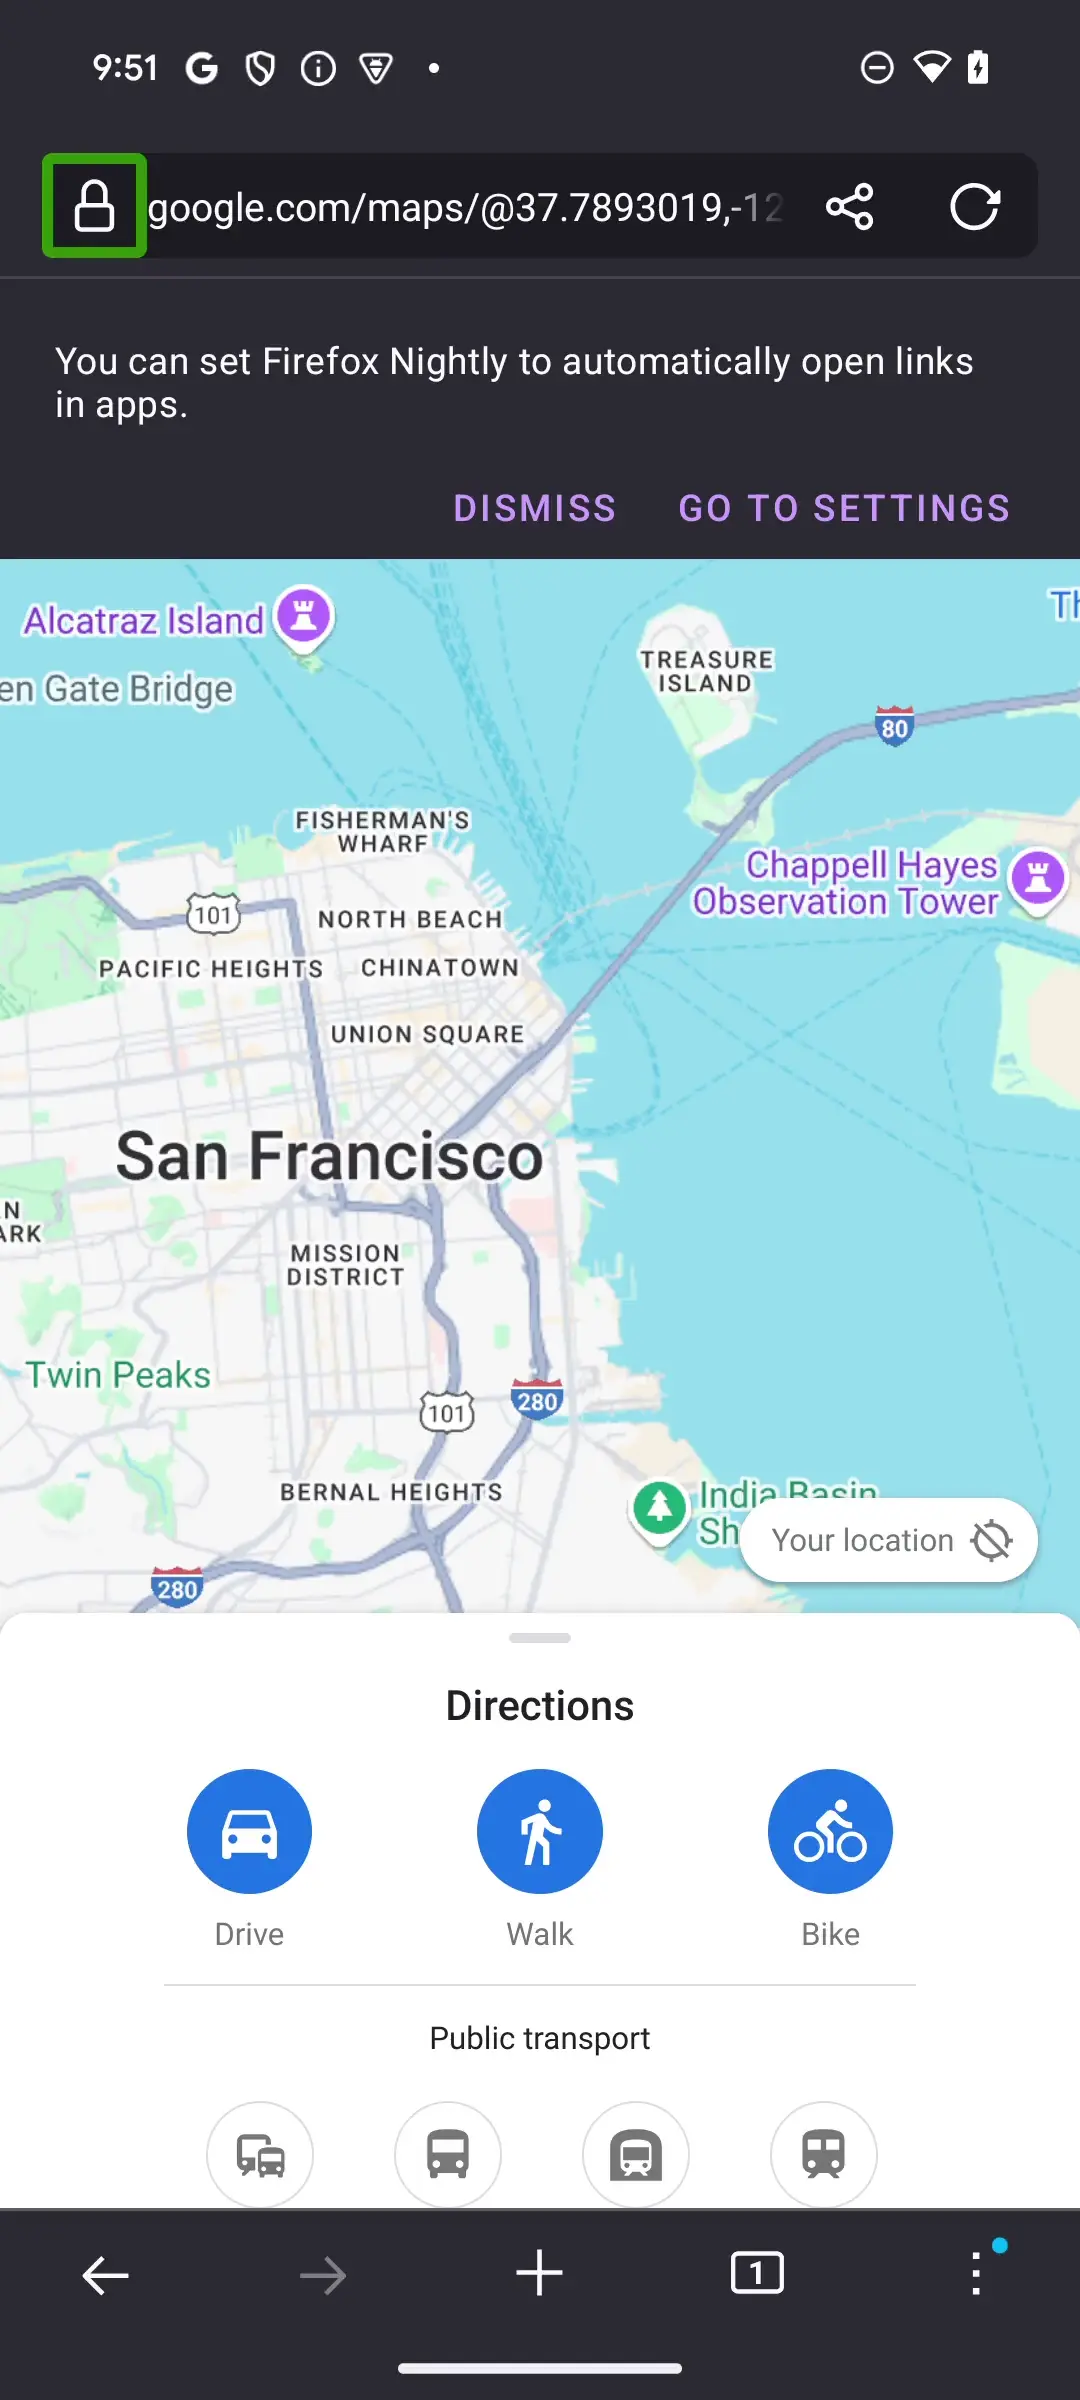 9:51
google.com/maps/@37.7893019,-12
You can set Firefox Nightly to automatically open links
in apps.
DISMISS GO TO SETTINGS
Alcatraz Island
en Gate Bridge
TREASURE
ISLAND
Th
80
FISHERMAN'S
WHARF
Chappell Hayes
Observation Tower
101
NORTH BEACH
PACIFIC HEIGHTS
CHINATOWN
UNION SQUARE
San Francisco
N
ARK
MISSION
DISTRICT
Twin Peaks
101
280
BERNAL HEIGHTS
India Basin
Sh
Your location
280
Directions
Drive Walk Bike
Public transport
1